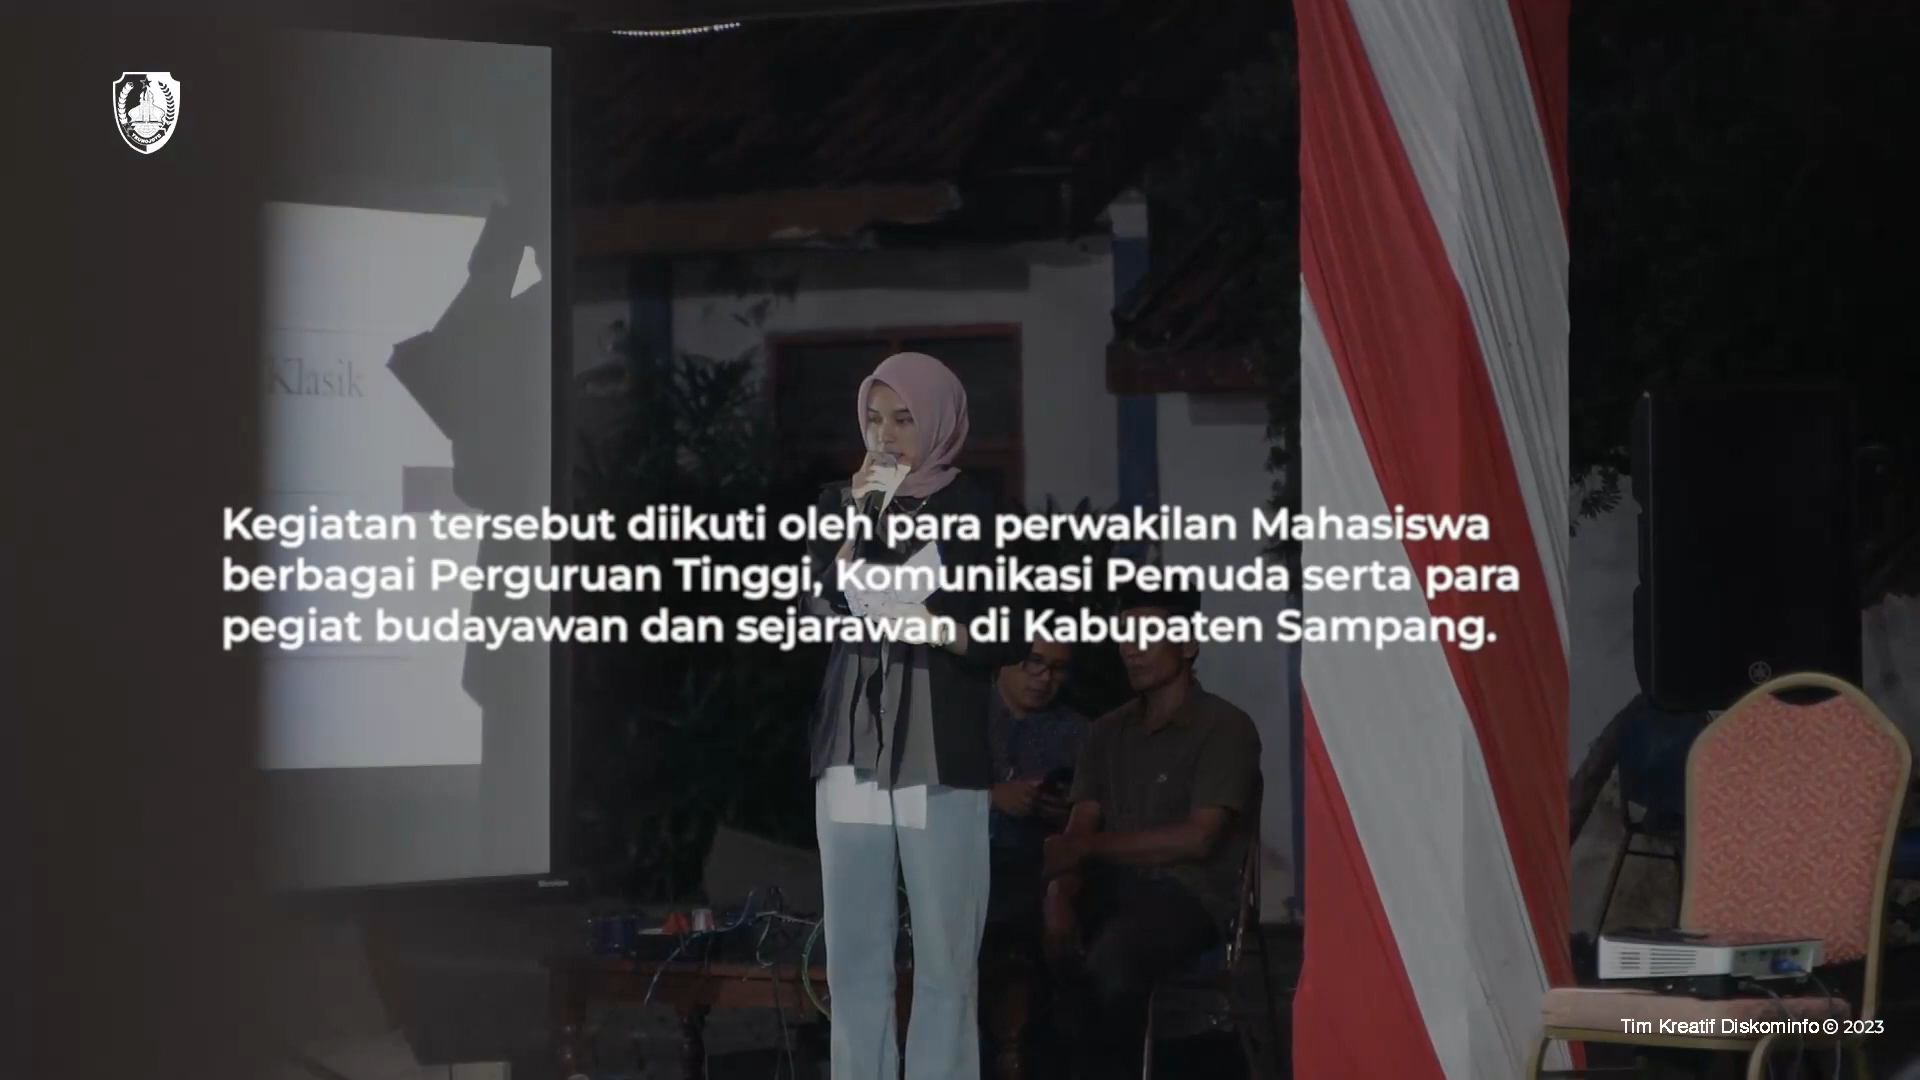 Klasik
Kegiatan tersebut diikuti oleh para perwakilan Mahasiswa
berbagai Perguruan Tinggi, Komunikasi Pemuda serta para
pegiat budayawan dan sejarawan di Kabupaten Sampang.
Tim Kreatif Diskominfo © 2023